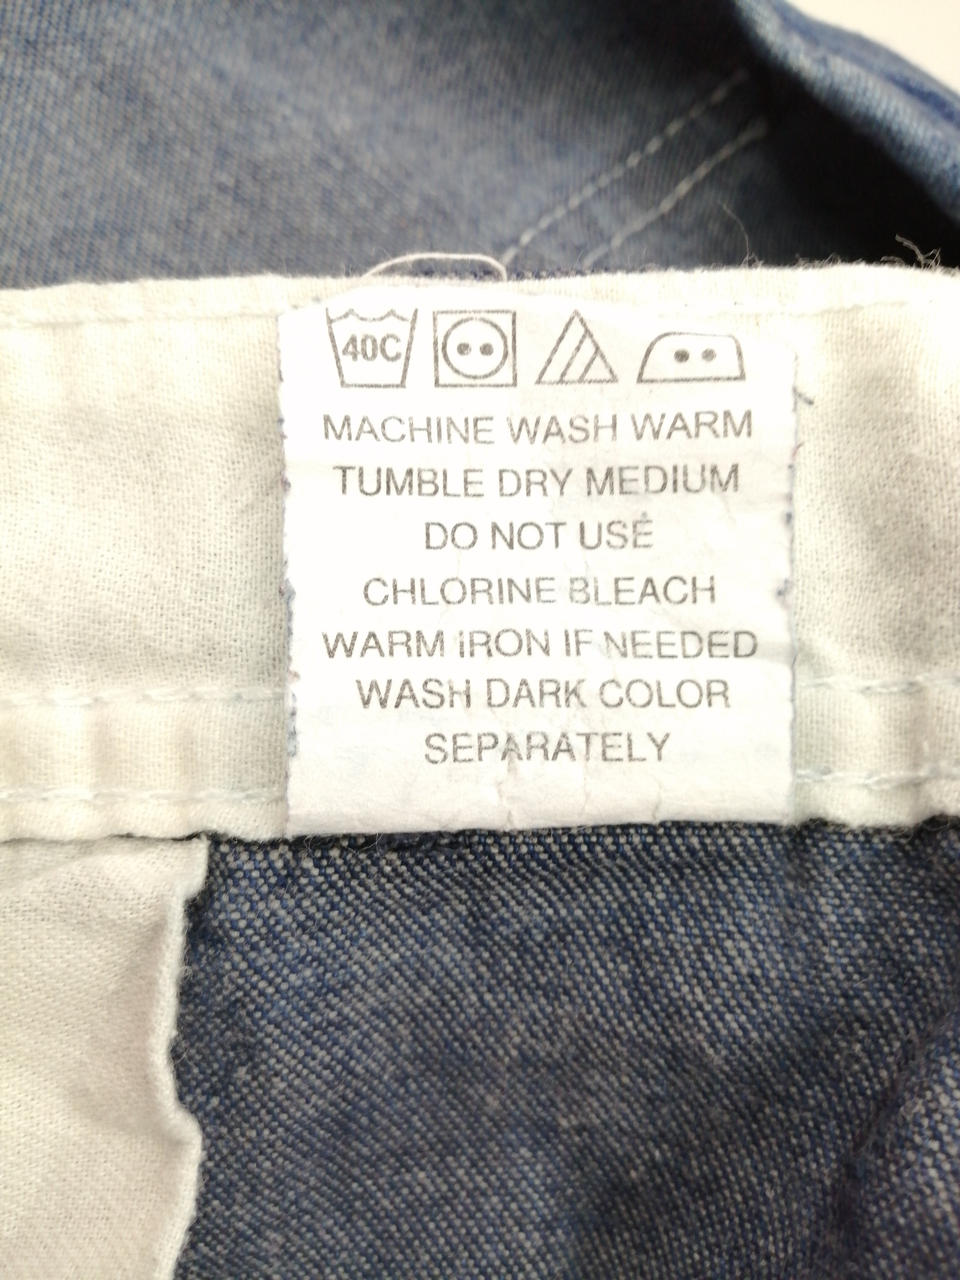 40C
MACHINE WASH WARM
TUMBLE DRY MEDIUM
DO NOT USE
CHLORINE BLEACH
WARM IRON IF NEEDED
WASH DARK COLOR
SEPARATELY